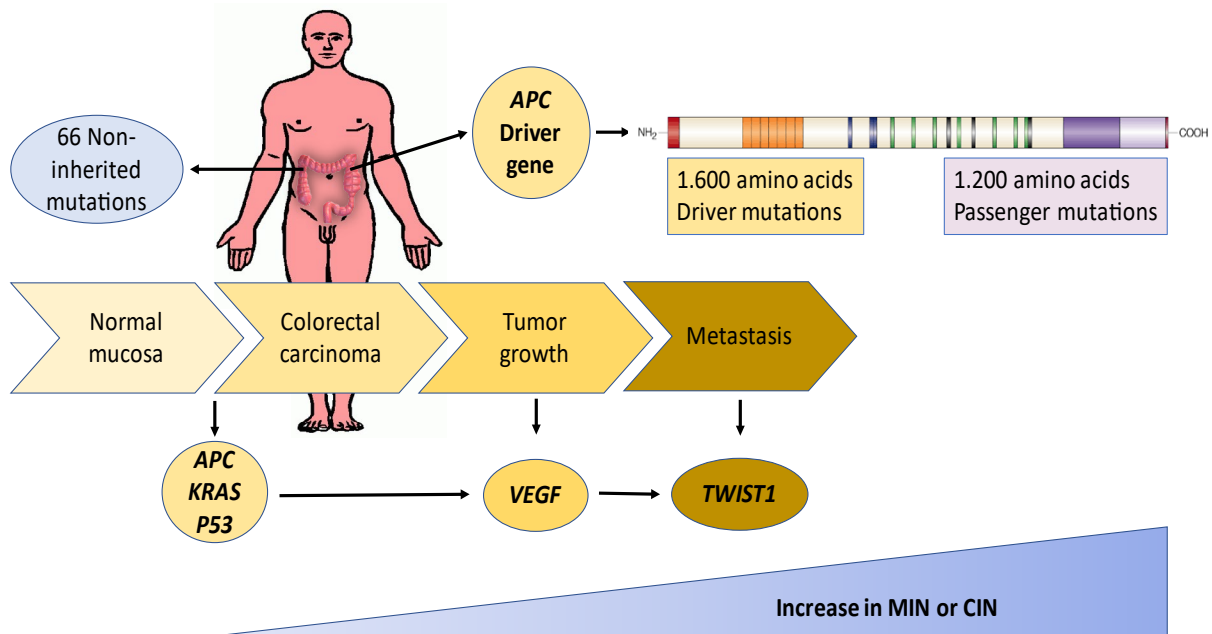 66 Non-
inherited
mutations
APC
Driver
gene
NH2
COOH
1.600 amino acids
Driver mutations
1.200 amino acids
Passenger mutations
Normal
mucosa
Colorectal
carcinoma
Tumor
growth
Metastasis
APC
KRAS
P53
VEGF
TWIST1
Increase in MIN or CIN